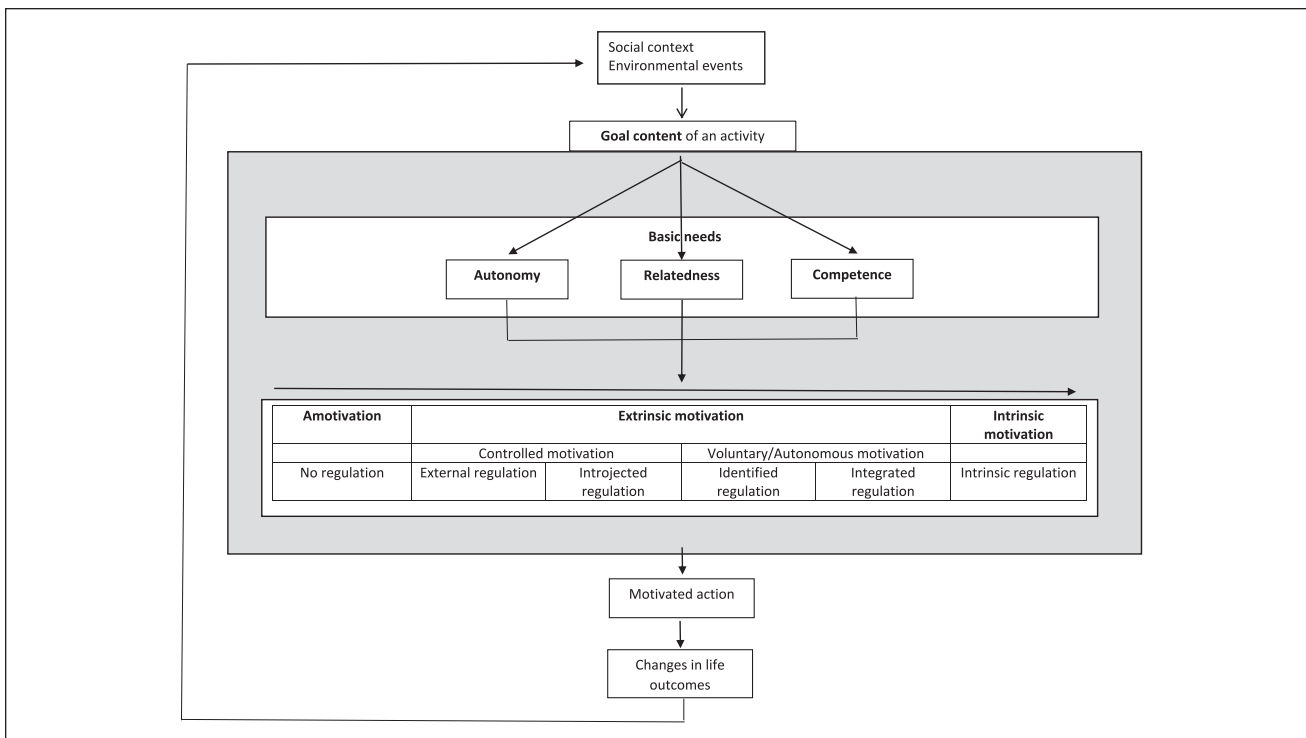 Social context
Environmental events
Goal content of an activity
Basic needs
Autonomy
Relatedness
Competence
Amotivation
Extrinsic motivation
Intrinsic
motivation
Controlled motivation
Voluntary/Autonomous motivation
No regulation
External regulation
Introjected
regulation
Identified
regulation
Integrated
regulation
Intrinsic regulation
Motivated action
Changes in life
outcomes